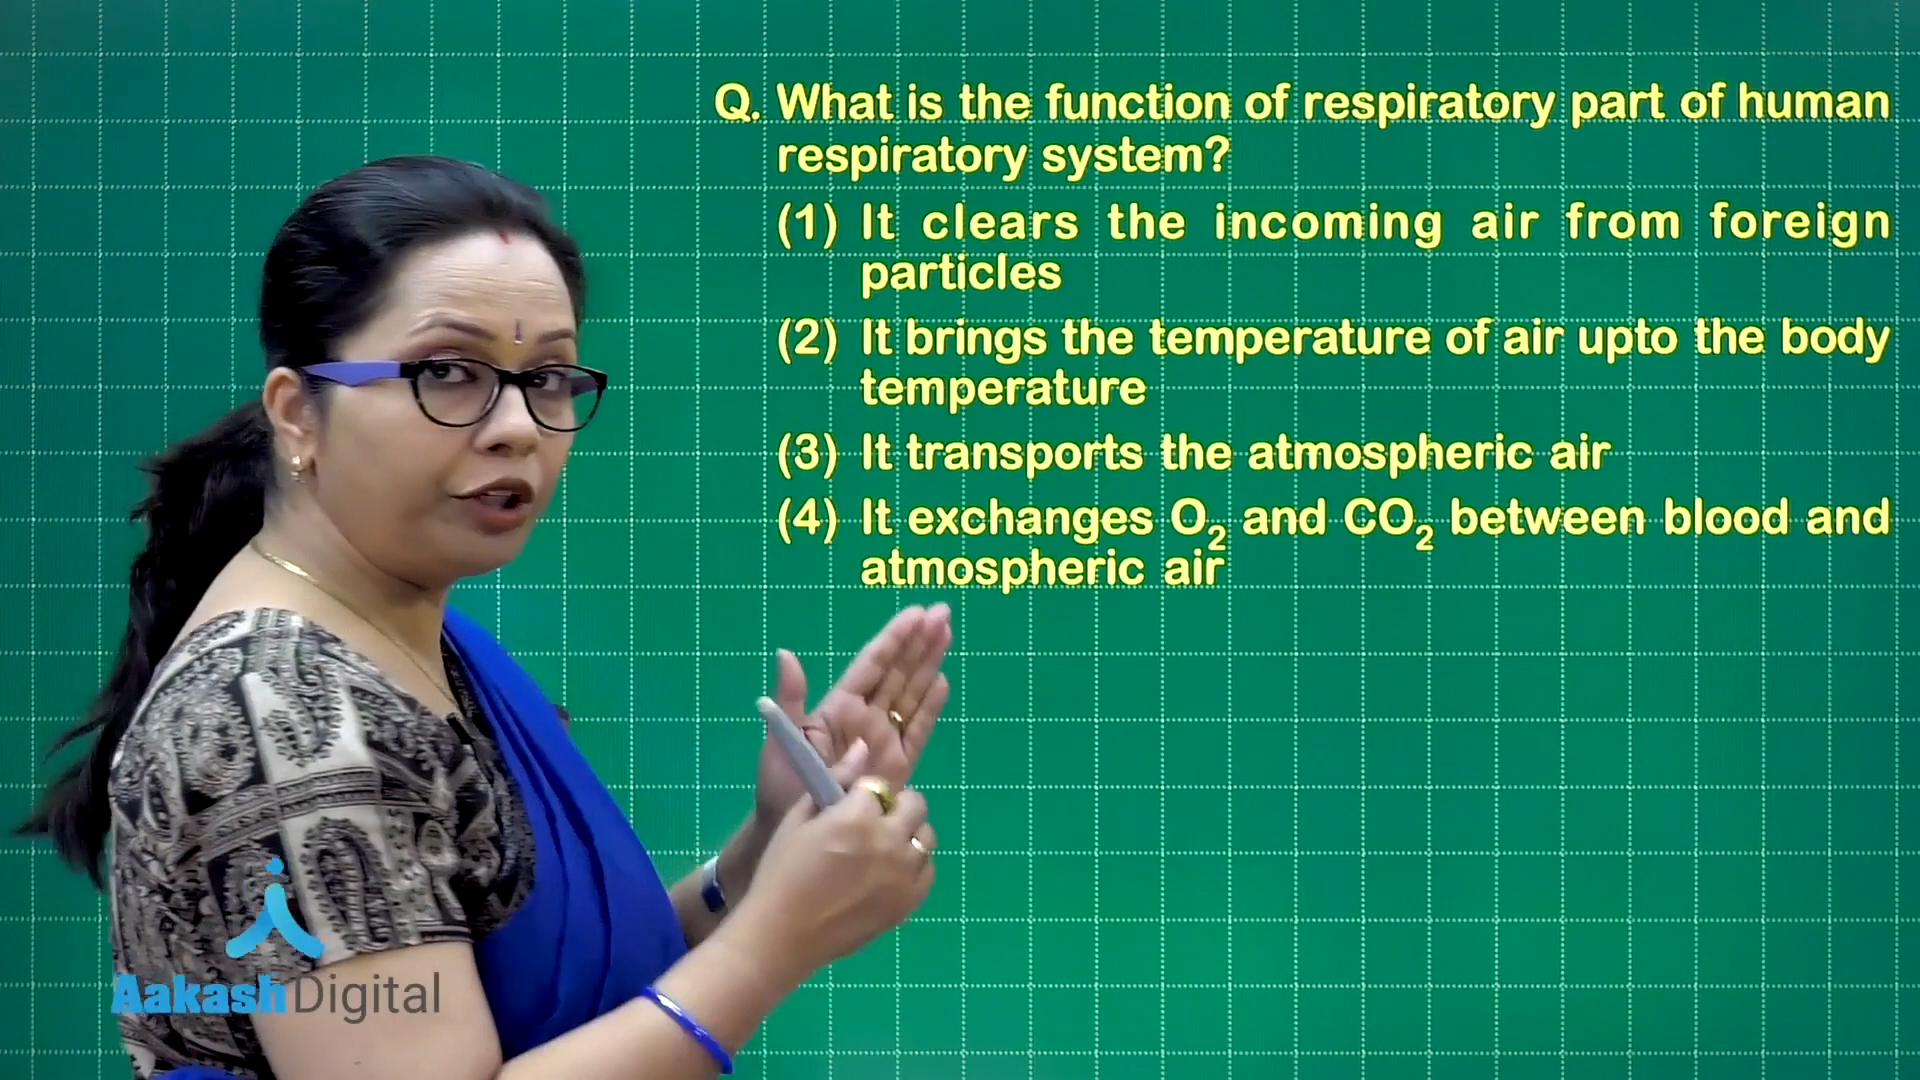 Q. What is the function of respiratory part of human
respiratory system?
(1) It clears the incoming air from foreign
particles
(2) It brings the temperature of air upto the body
temperature
(3) It transports the atmospheric air
(4) It exchanges O₂ and CO₂ between blood and
atmospheric air
Aakash Digital